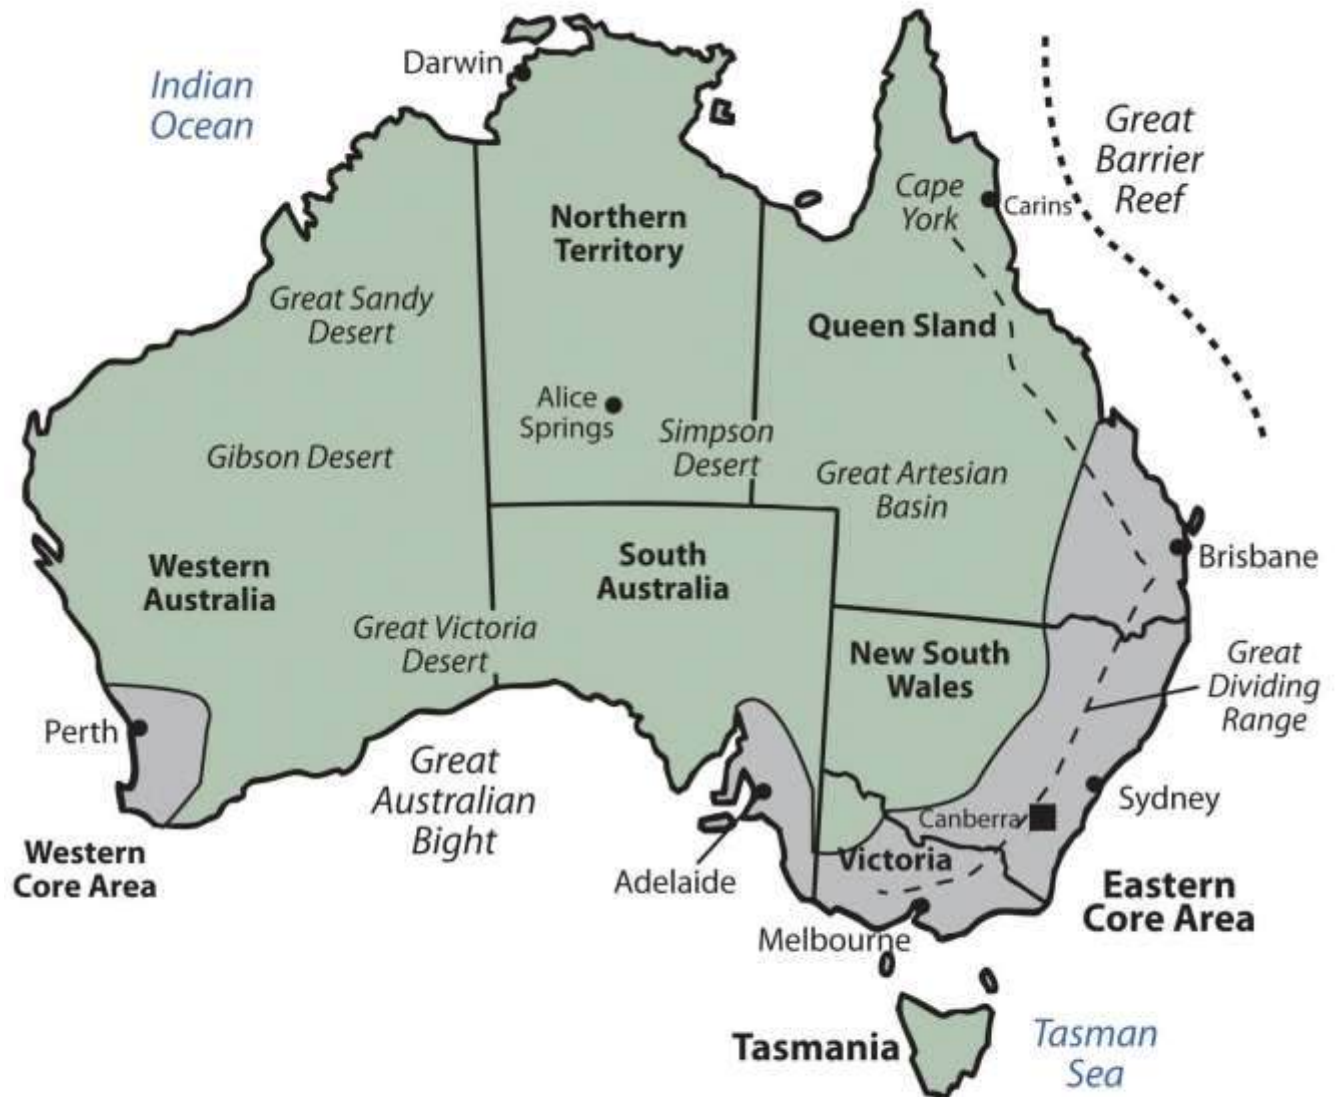 Darwin
Indian
Ocean
Great
Barrier
Reef
Cape
York
Carins
Northern
Territory
Great Sandy
Desert
Queen Sland
Alice
Springs
Simpson
Desert
Gibson Desert
Great Artesian
Basin
Western
Australia
South
Australia
Brisbane
Great Victoria
Desert
New South
Wales
Great
Dividing
Range
Perth
Great
Australian
Bight
Sydney
Canberra
Western
Core Area
Adelaide
Victoria
Eastern
Core Area
Melbourne
Tasmania
Tasman
Sea